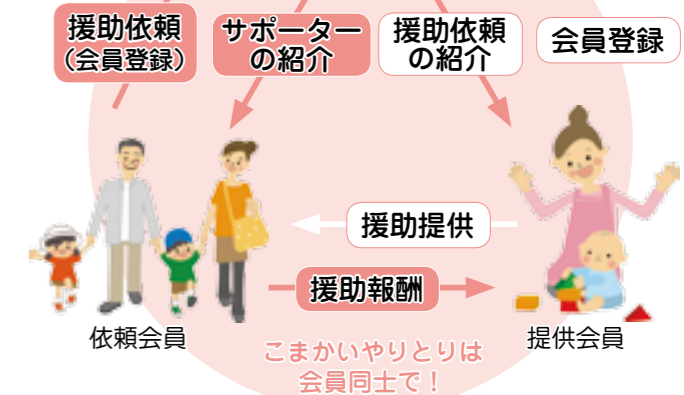 援助依頼
(会員登録)
サポーター
の紹介
援助依頼
の紹介
会員登録
援助提供
援助報酬
依頼会員
提供会員
こまかいやりとりは
会員同士で！